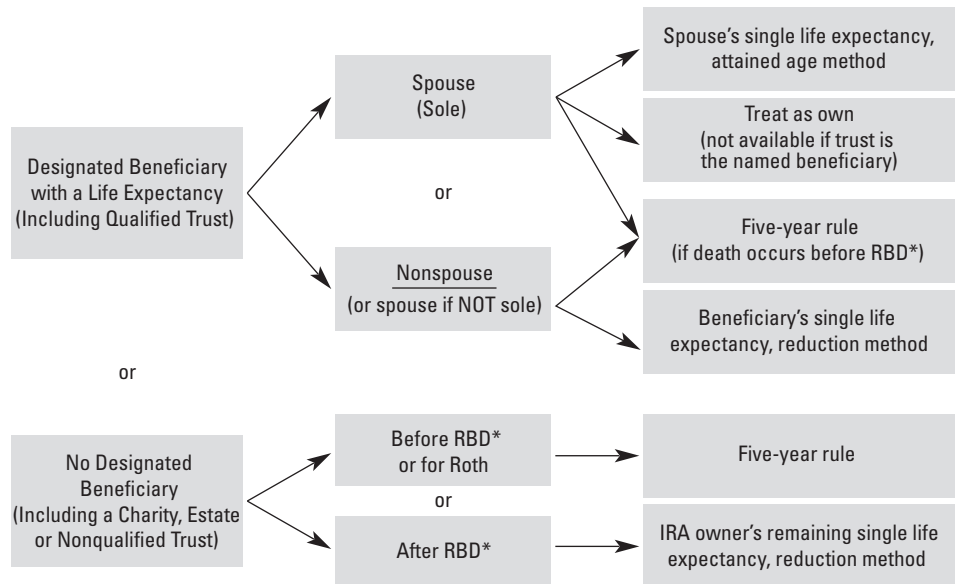 Designated Beneficiary
with a Life Expectancy
(Including Qualified Trust)
Spouse
(Sole)
or
Nonspouse
(or spouse if NOT sole)
Spouse's single life expectancy,
attained age method
Treat as own
(not available if trust is
the named beneficiary)
Five-year rule
(if death occurs before RBD*)
Beneficiary's single life
expectancy, reduction method
or
No Designated
Beneficiary
(Including a Charity, Estate
or Nonqualified Trust)
Before RBD*
or for Roth
or
After RBD*
Five-year rule
IRA owner's remaining single life
expectancy, reduction method